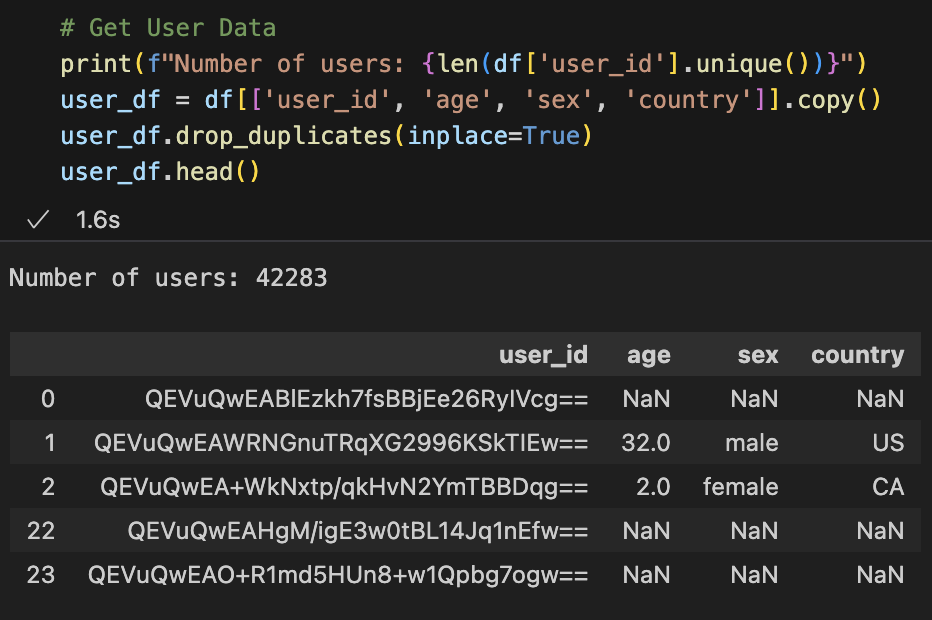 # Get User Data
print(f"Number of users: {len(df['user_id'].unique())}")
user_df = df[['user_id', 'age', 'sex', 'country']].copy()
user_df.drop_duplicates(inplace=True)
user_df.head()
✓ 1.6s
Number of users: 42283
user_id age sex country
0 QEVuQwEABlEzkh7fsBBjEe26RyIVcg== NaN NaN NaN
1 QEVuQwEAWRNGnuTRqXG2996KSkTIEw== 32.0 male US
2 QEVuQwEA+WkNxtp/qkHvN2YmTBBDqg== 2.0 female CA
22 QEVuQwEAHgM/igE3w0tBL14Jq1nEfw== NaN NaN NaN
23 QEVuQwEAO+R1md5HUn8+w1Qpbg7ogw== NaN NaN NaN